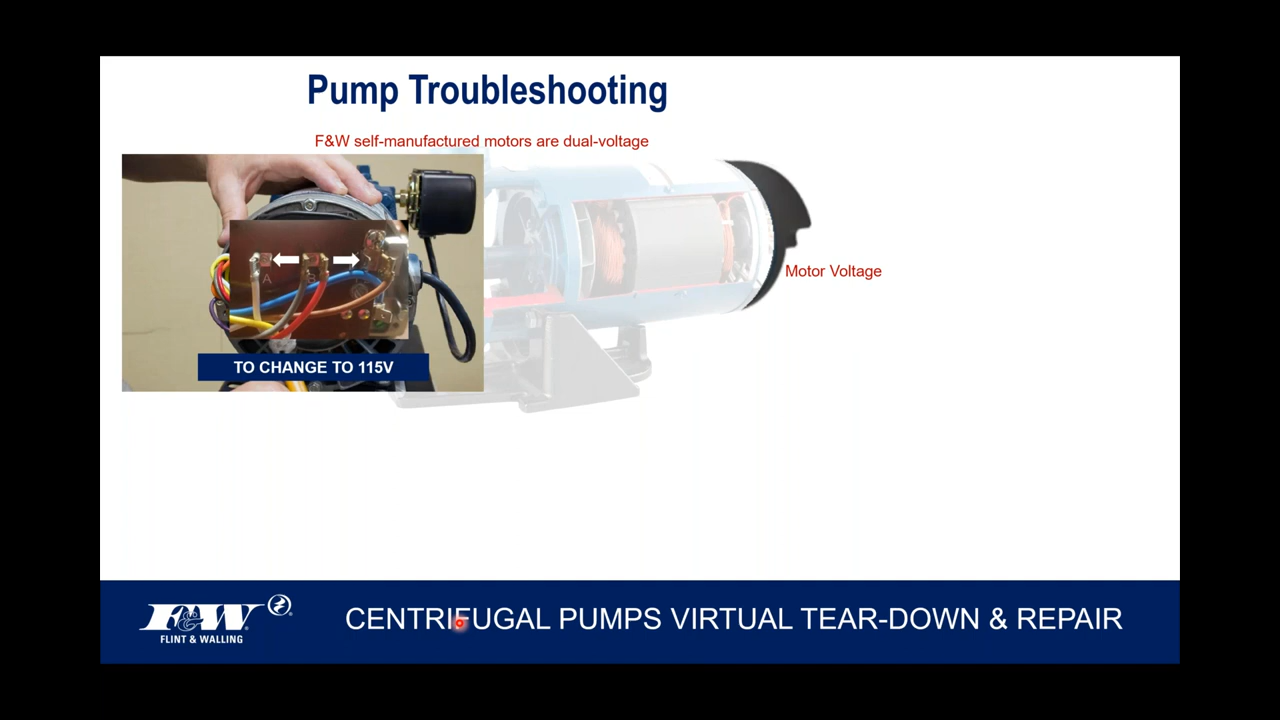 Pump Troubleshooting
F&W self-manufactured motors are dual-voltage
A
B
Motor Voltage
TO CHANGE TO 115V
F&W
FLINT & WALLING
CENTRIFUGAL PUMPS VIRTUAL TEAR-DOWN & REPAIR